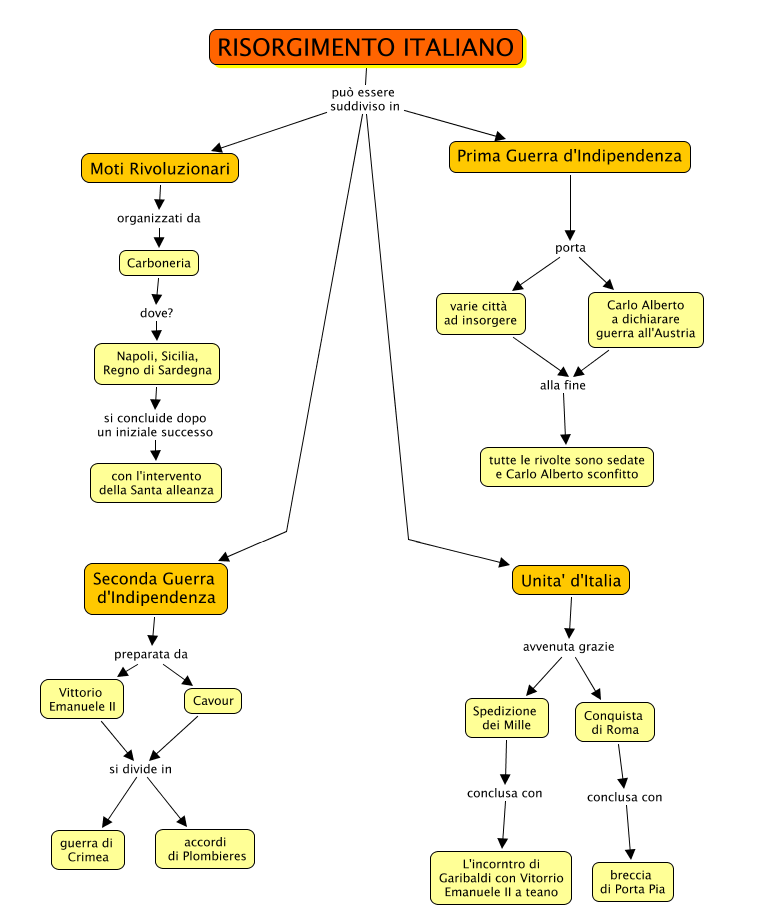 RISORGIMENTO ITALIANO
può essere
suddiviso in
Moti Rivoluzionari
organizzati da
Carboneria
dove?
Napoli, Sicilia,
Regno di Sardegna
si concluide dopo
un iniziale successo
con l'intervento
della Santa alleanza
Prima Guerra d'Indipendenza
porta
varie città
ad insorgere
Carlo Alberto
a dichiarare
guerra all'Austria
alla fine
tutte le rivolte sono sedate
e Carlo Alberto sconfitto
Seconda Guerra
d'Indipendenza
preparata da
Vittorio
Emanuele II
Cavour
si divide in
guerra di
Crimea
accordi
di Plombieres
Unita' d'Italia
avvenuta grazie
Spedizione
dei Mille
conclusa con
L'incorntro di
Garibaldi con Vitorrio
Emanuele II a teano
Conquista
di Roma
conclusa con
breccia
di Porta Pia